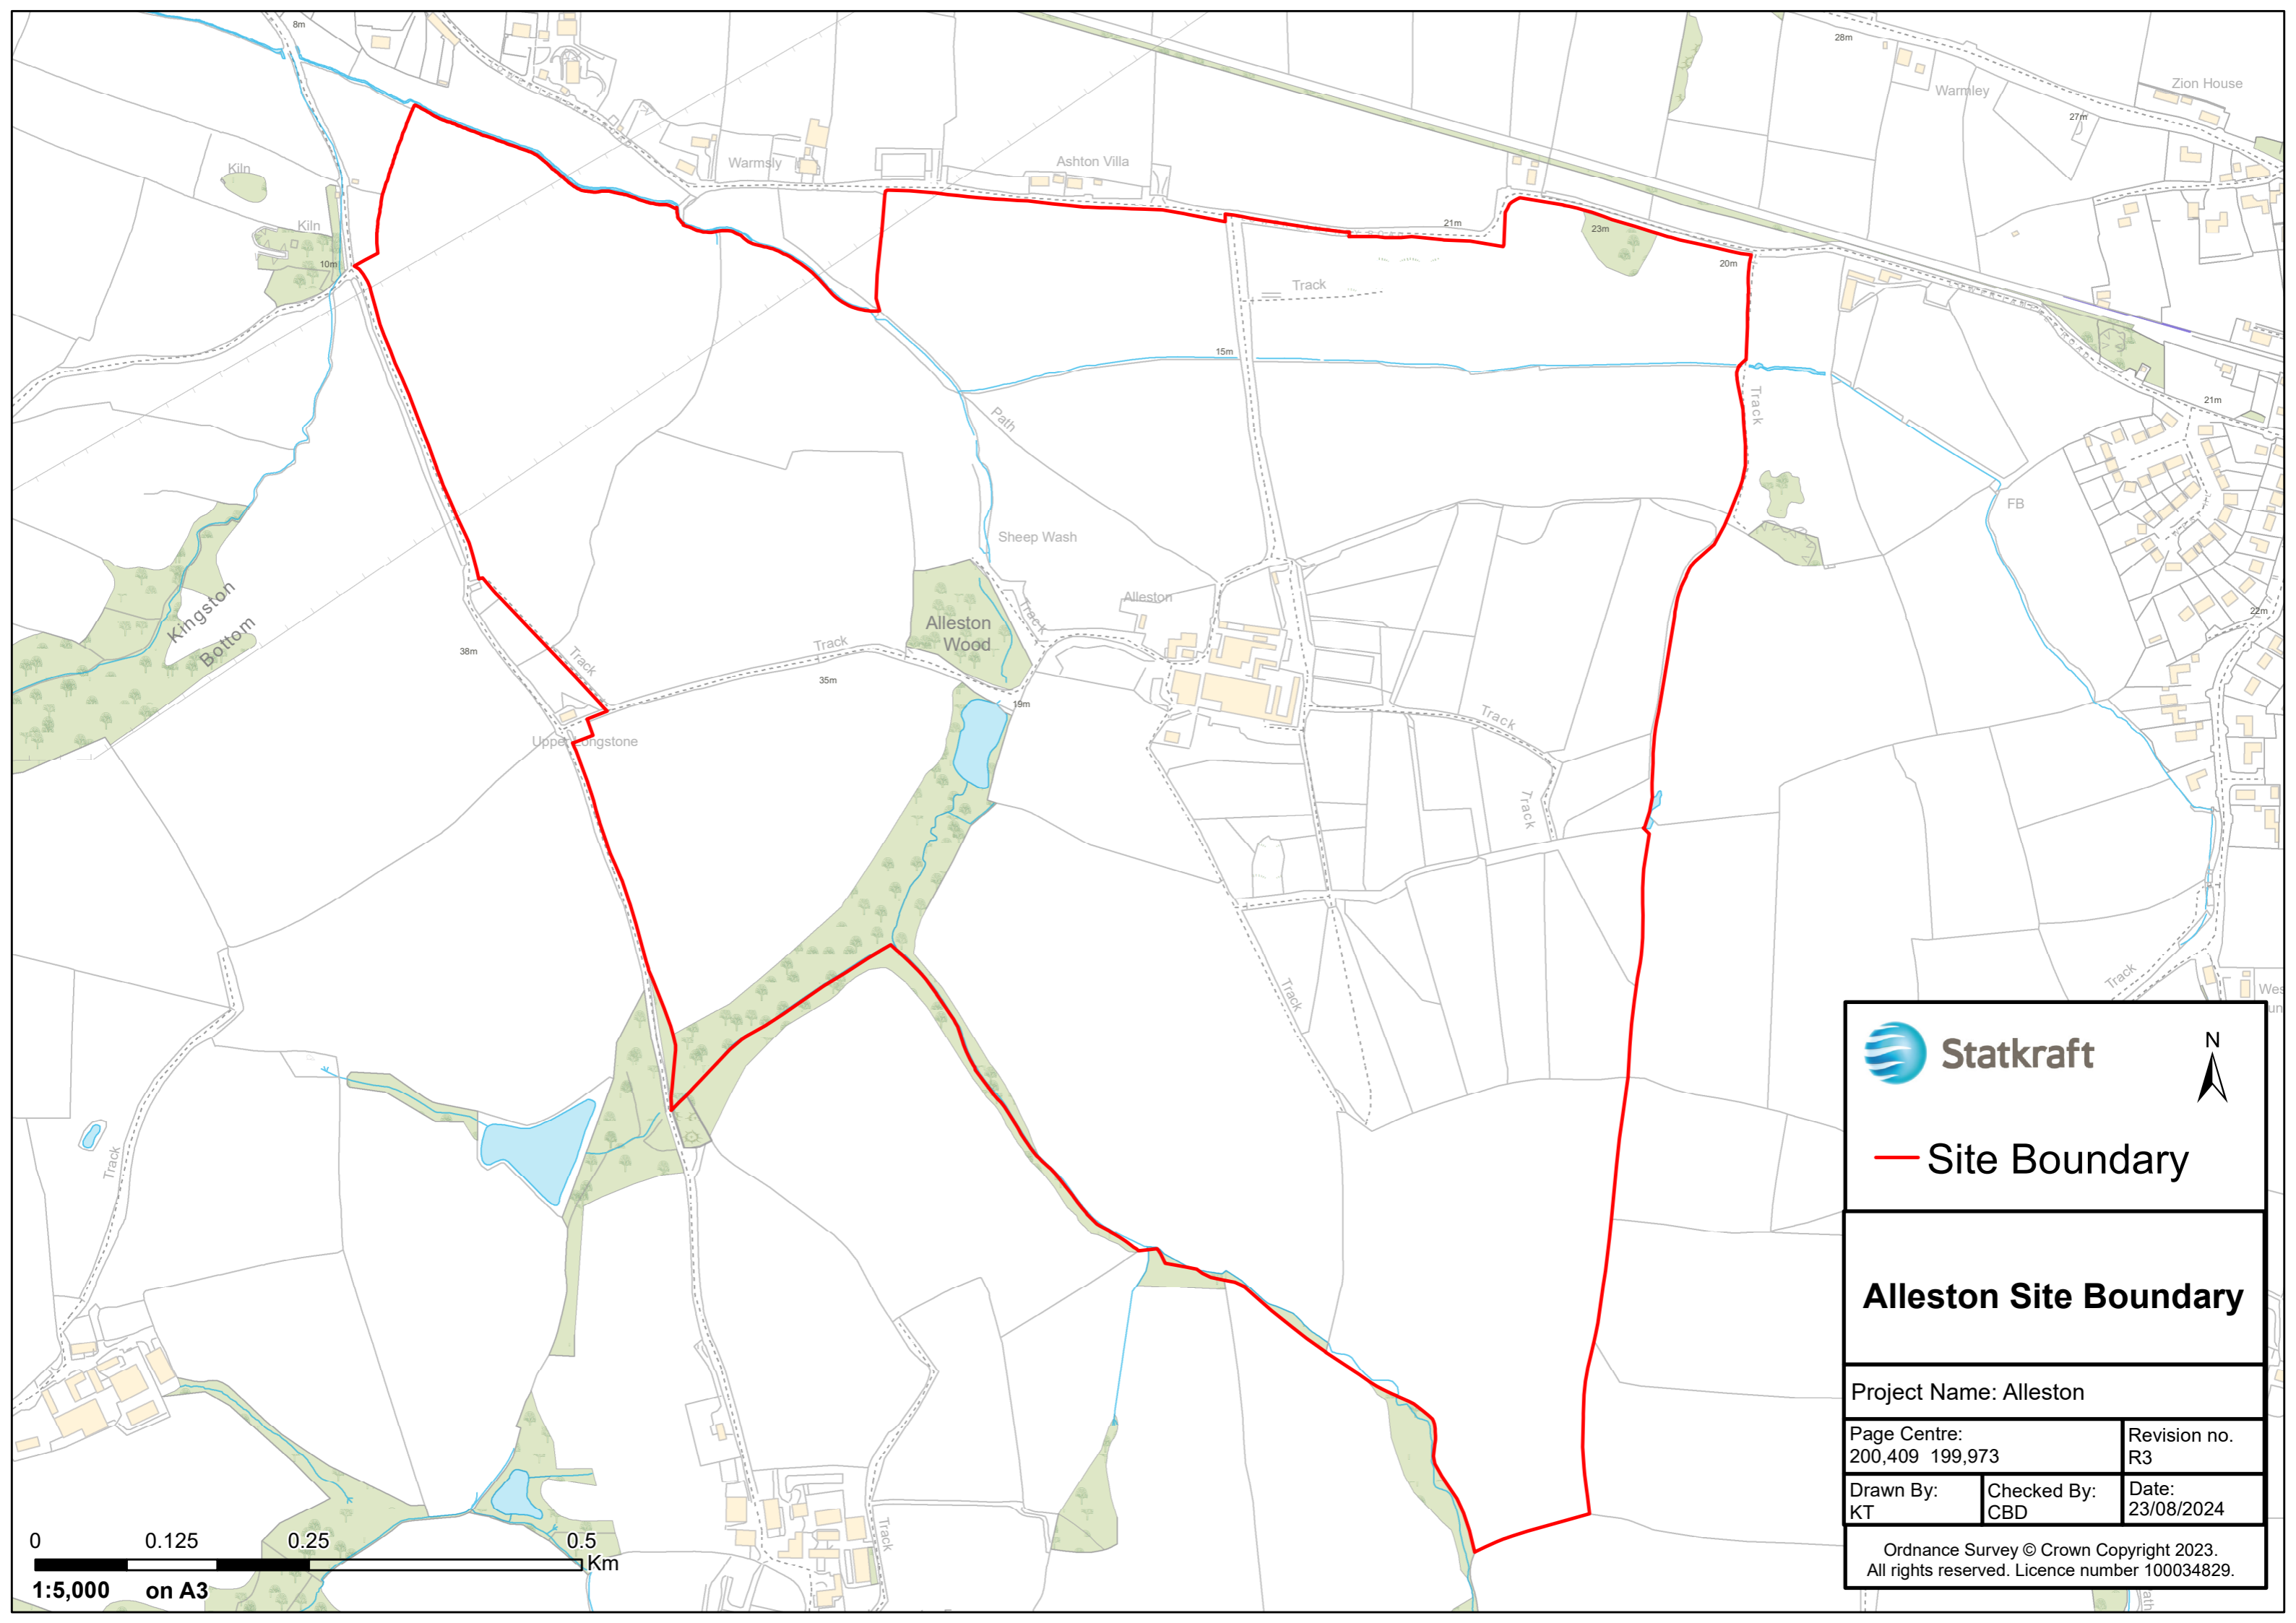 8m
28m
Warmley
Zion House
27m
Kiln
Warmsly
Ashton Villa
Kiln
10m
21m
23m
20m
Track
15m
Track
Path
21m
FB
Sheep Wash
Kingston
Bottom
Alleston
Track
22m
Alleston
Wood
38m
Track
Track
35m
19m
Upper Longstone
Track
Track
Track
Track
Track
Track
Statkraft
N
Site Boundary
Alleston Site Boundary
Project Name: Alleston
Page Centre:
200,409 199,973
Revision no.
R3
Drawn By:
KT
Checked By:
CBD
Date:
23/08/2024
Ordnance Survey © Crown Copyright 2023.
All rights reserved. Licence number 100034829.
0 0.125 0.25 0.5
Km
1:5,000 on A3